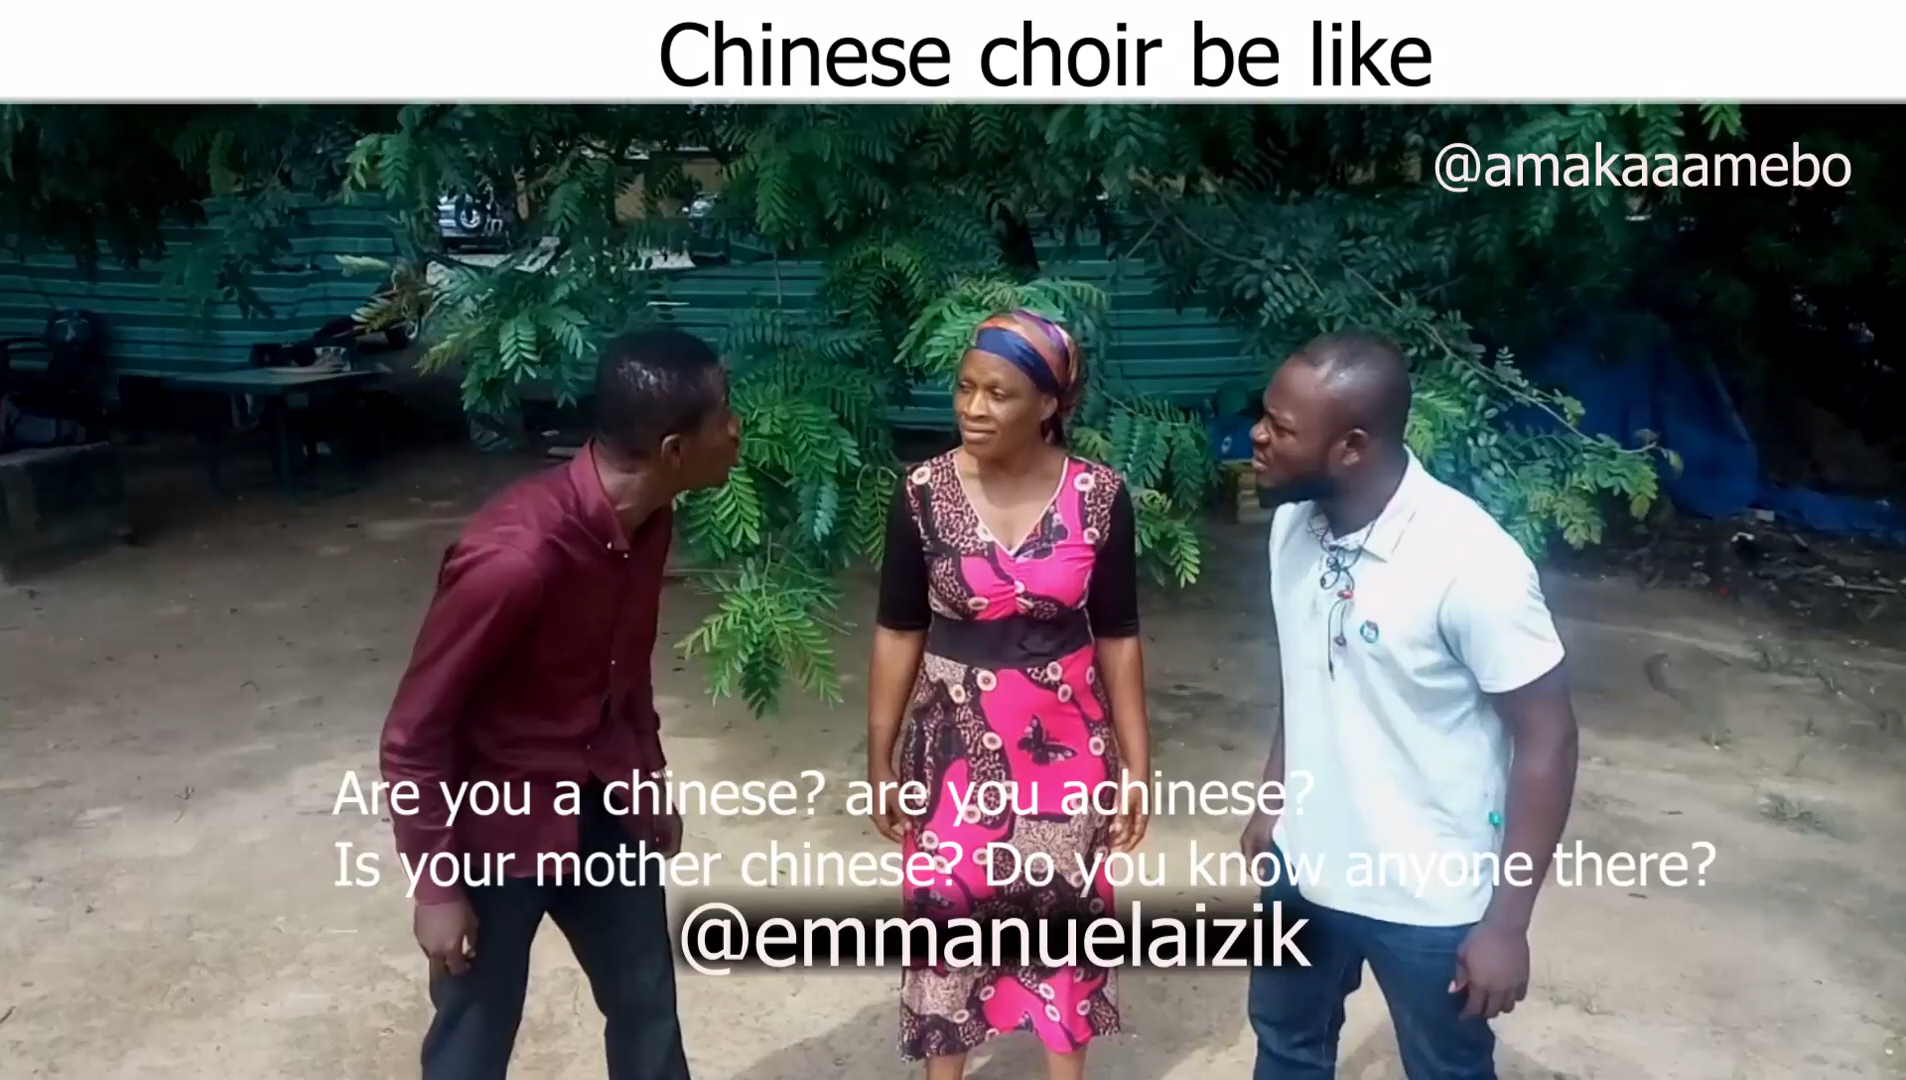 Chinese choir be like
@amakaaamebo
Are you a chinese? are you achinese?
Is your mother chinese? Do you know anyone there?
@emmanuelaizik